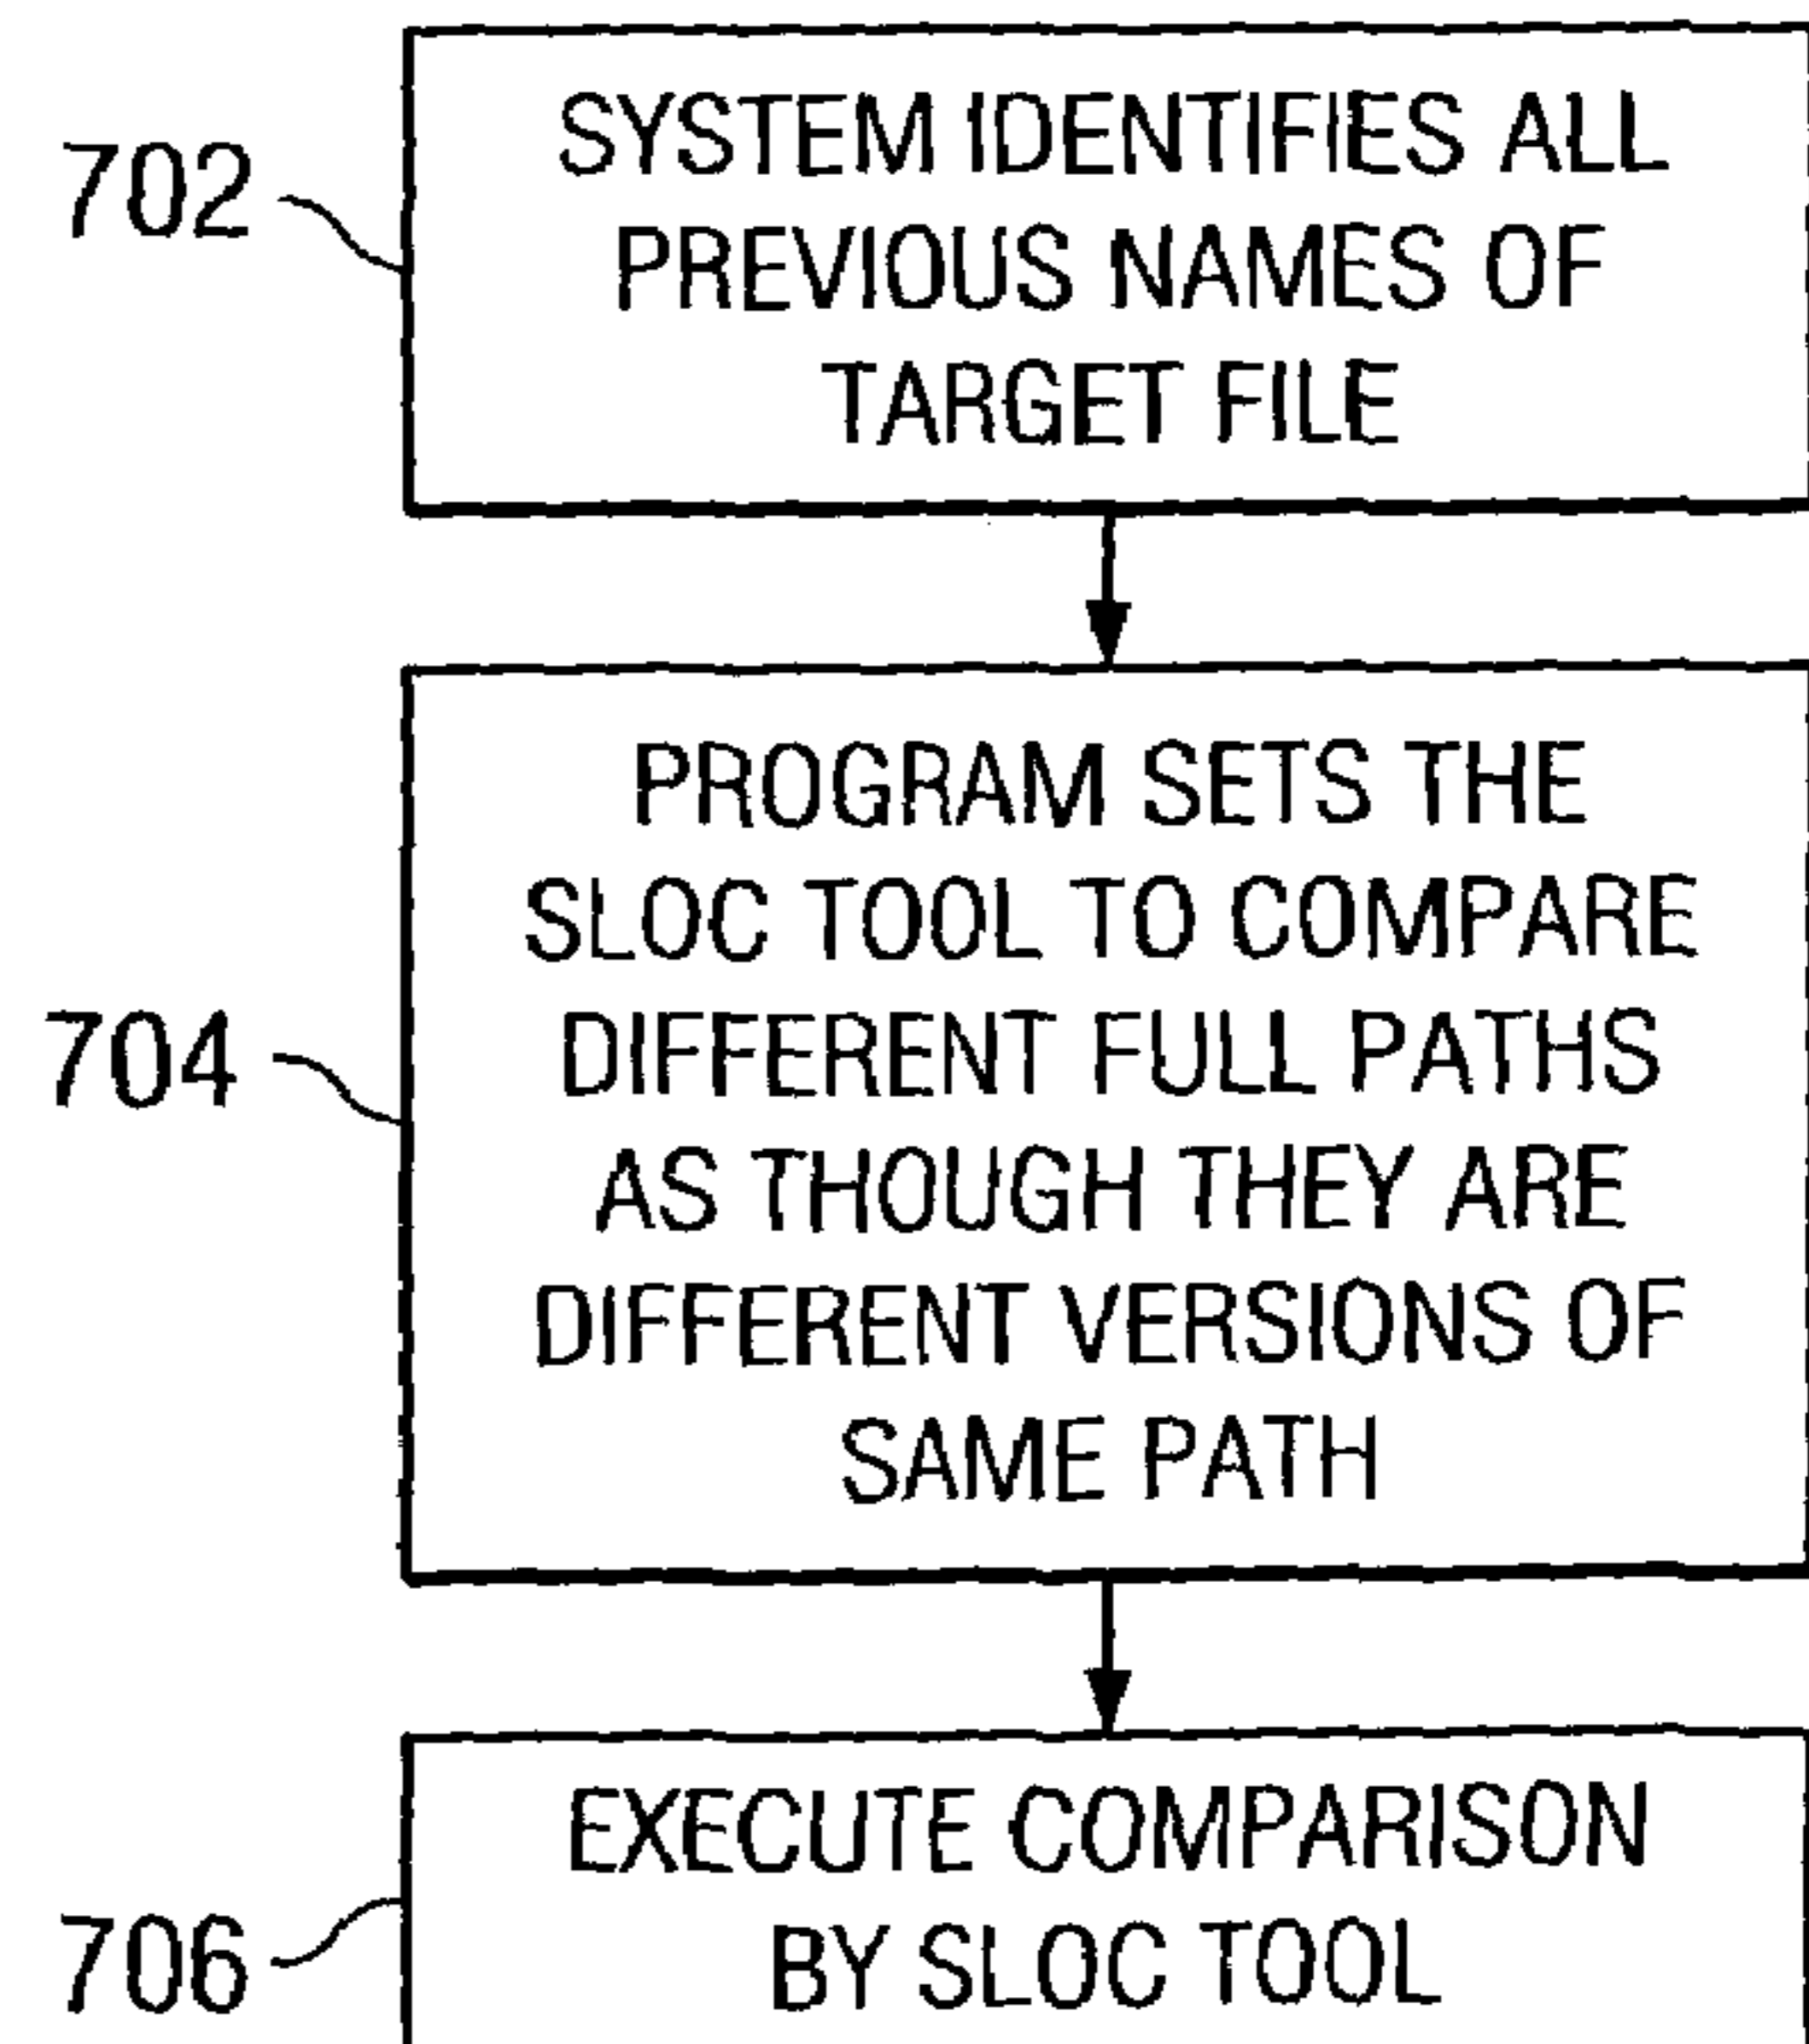 702
SYSTEM IDENTIFIES ALL
PREVIOUS NAMES OF
TARGET FILE
704
PROGRAM SETS THE
SLOC TOOL TO COMPARE
DIFFERENT FULL PATHS
AS THOUGH THEY ARE
DIFFERENT VERSIONS OF
SAME PATH
706
EXECUTE COMPARISON
BY SLOC TOOL